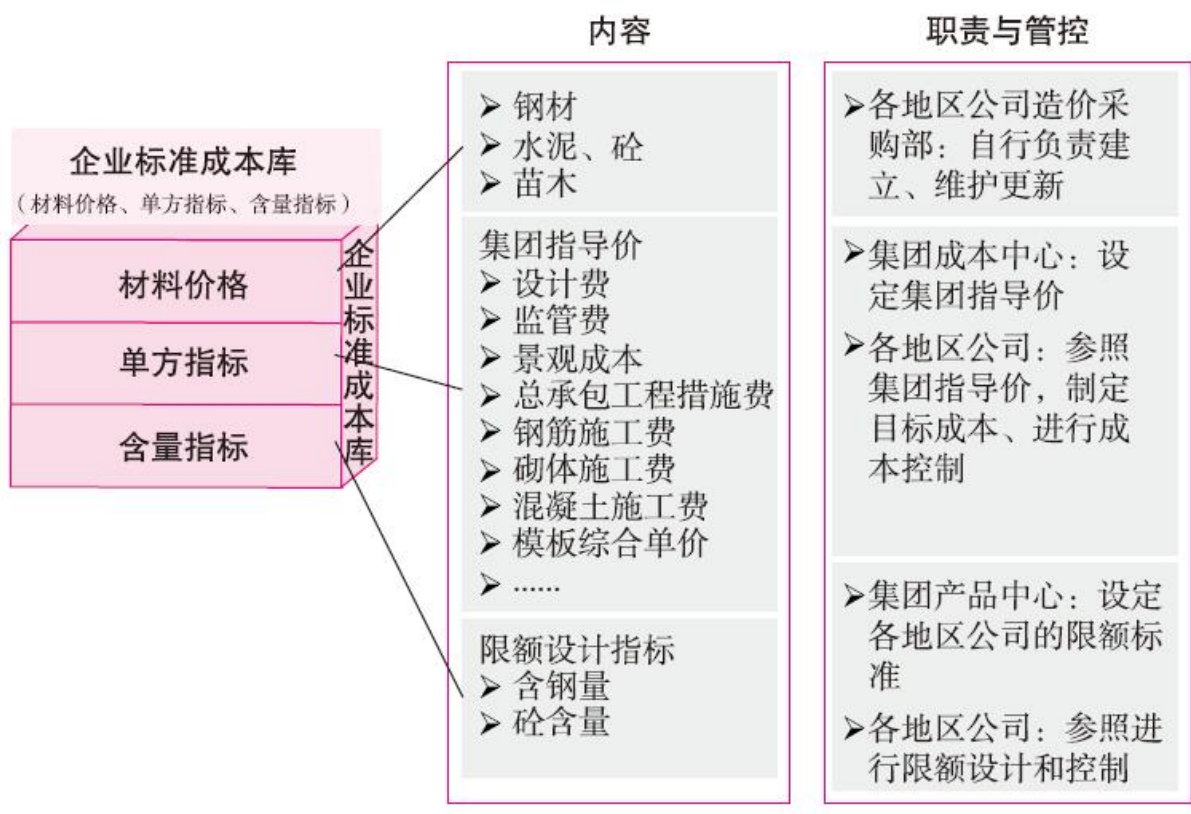 内容
职责与管控
企业标准成本库
(材料价格、单方指标、含量指标)
材料价格
单方指标
含量指标
企业标准成本库
➢ 钢材
➢ 水泥、砼
➢ 苗木
集团指导价
➢ 设计费
➢ 监管费
➢ 景观成本
➢ 总承包工程措施费
➢ 钢筋施工费
➢ 砌体施工费
➢ 混凝土施工费
➢ 模板综合单价
➢ ......
限额设计指标
➢ 含钢量
➢ 砼含量
➢各地区公司造价采
购部：自行负责建
立、维护更新
➢集团成本中心：设
定集团指导价
➢各地区公司：参照
集团指导价，制定
目标成本、进行成
本控制
➢集团产品中心：设定
各地区公司的限额标
准
➢各地区公司：参照进
行限额设计和控制